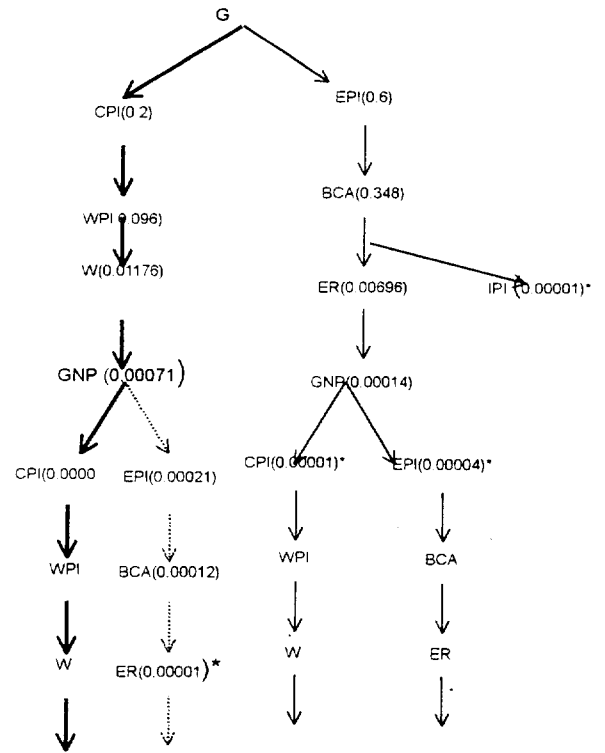 G
CPI(0.2)
EPI(0.6)
BCA(0.348)
WPI 0.096)
W(0.01176)
ER(0.00696)
IPI (0.00001)*
GNP (0.00071)
GNP(0.00014)
CPI(0.0000
EPI(0.00021)
CPI(0.00001)*
EPI(0.00004)*
WPI
BCA(0.00012)
WPI
BCA
W
ER(0.00001)*
W
ER